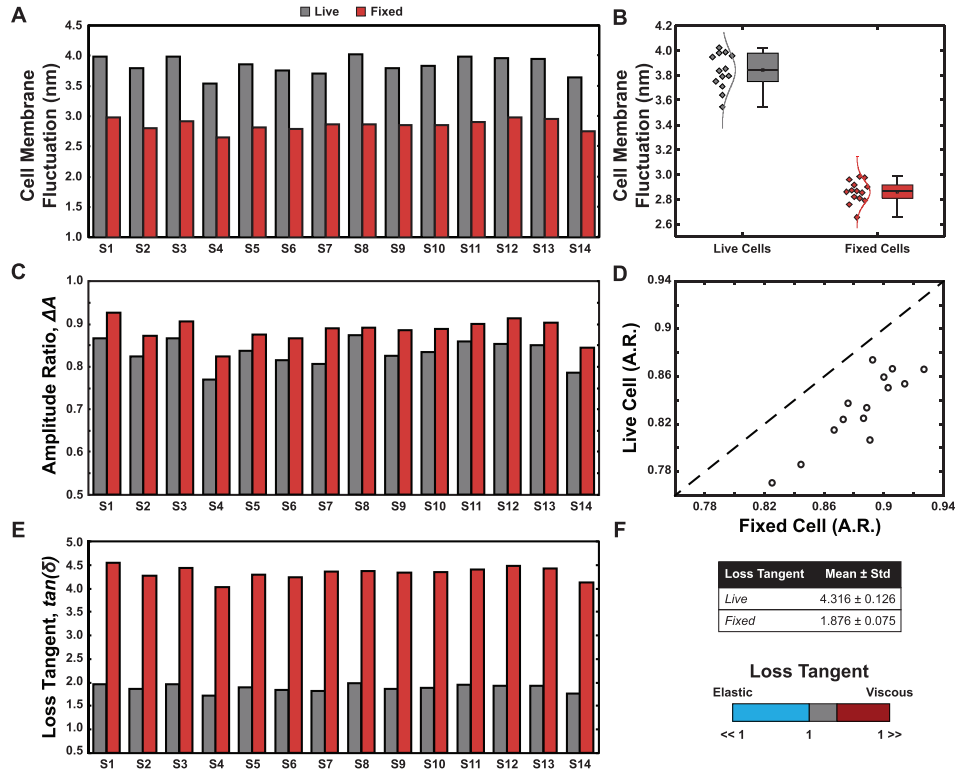 A
Live Fixed
Cell Membrane
Fluctuation (nm)
4.5
4.0
3.5
3.0
2.5
2.0
1.5
1.0
S1 S2 S3 S4 S5 S6 S7 S8 S9 S10 S11 S12 S13 S14
B
Cell Membrane
Fluctuation (nm)
4.2
4.0
3.8
3.6
3.0
2.8
2.6
Live Cells Fixed Cells
C
Amplitude Ratio, ΔA
1.0
0.9
0.8
0.7
0.6
0.5
S1 S2 S3 S4 S5 S6 S7 S8 S9 S10 S11 S12 S13 S14
D
Live Cell (A.R.)
0.94
0.9
0.86
0.82
0.78
0.78 0.82 0.86 0.9 0.94
Fixed Cell (A.R.)
E
Loss Tangent, tan(δ)
5.0
4.5
4.0
3.5
3.0
2.5
2.0
1.5
1.0
0.5
S1 S2 S3 S4 S5 S6 S7 S8 S9 S10 S11 S12 S13 S14
F
Loss Tangent Mean ± Std
Live 4.316 ± 0.126
Fixed 1.876 ± 0.075
Loss Tangent
Elastic Viscous
<< 1 1 1 >>